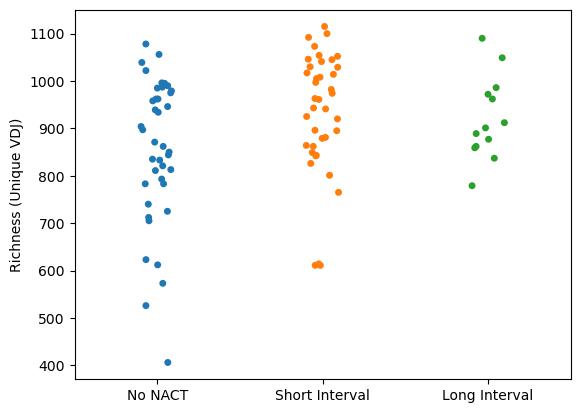 Richness (Unique VDJ)
1100
1000
900
800
700
600
500
400
No NACT
Short Interval
Long Interval